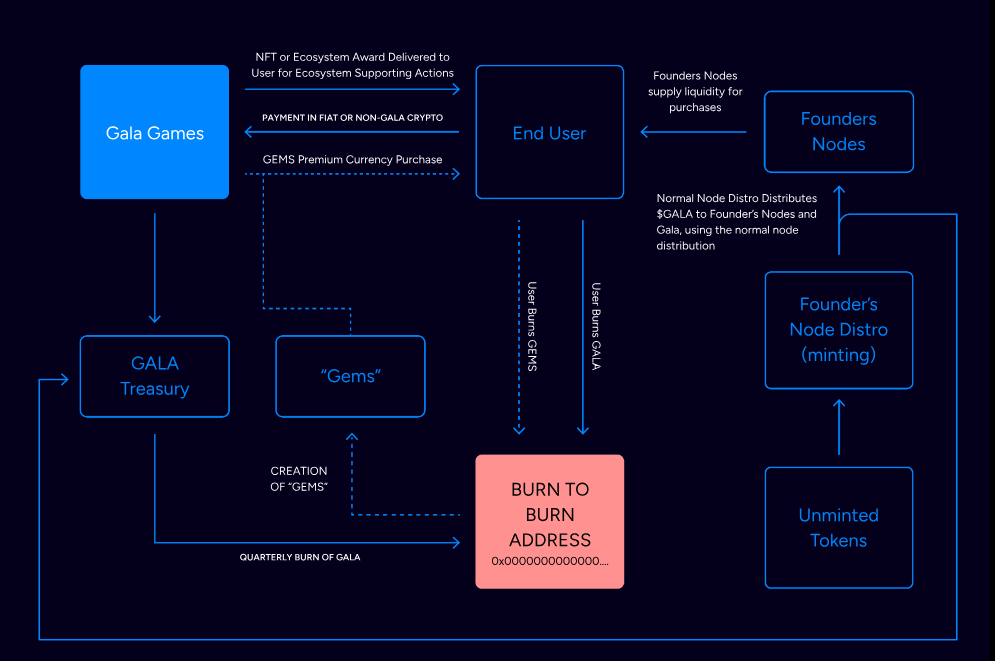 NFT or Ecosystem Award Delivered to
User for Ecosystem Supporting Actions
Gala Games
PAYMENT IN FIAT OR NON-GALA CRYPTO
GEMS Premium Currency Purchase
End User
Founders Nodes
supply liquidity for
purchases
Founders
Nodes
Normal Node Distro Distributes
$GALA to Founder’s Nodes and
Gala, using the normal node
distribution
User Burns GEMS
User Burns GALA
Founder’s
Node Distro
(minting)
GALA
Treasury
“Gems”
CREATION
OF “GEMS”
BURN TO
BURN
ADDRESS
0x0000000000000....
Unminted
Tokens
QUARTERLY BURN OF GALA